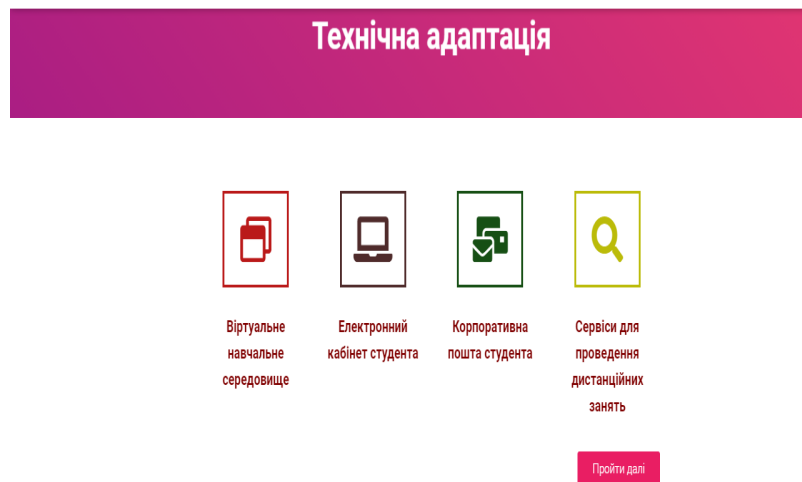 Технічна адаптація
Віртуальне
навчальне
середовище
Електронний
кабінет студента
Корпоративна
пошта студента
Сервіси для
проведення
дистанційних
занять
Пройти далі